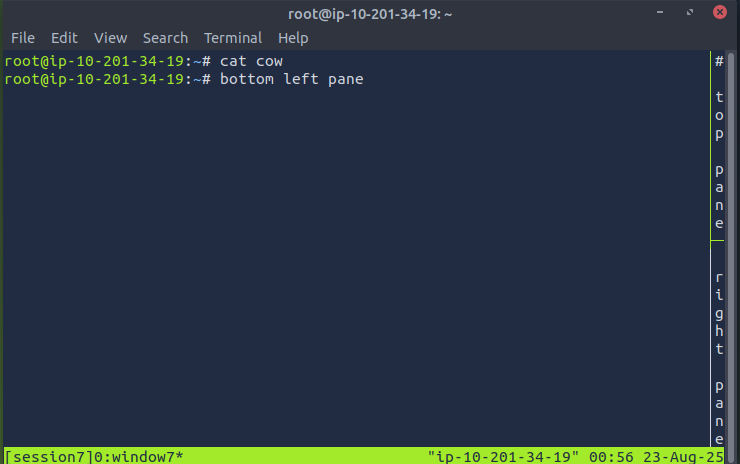 root@ip-10-201-34-19: ~
File Edit View Search Terminal Help
root@ip-10-201-34-19:~# cat cow
root@ip-10-201-34-19:~# bottom left pane
#
t
o
p
p
a
n
e
r
i
g
h
t
p
a
n
e
[session7]0:window7* "ip-10-201-34-19" 00:56 23-Aug-25